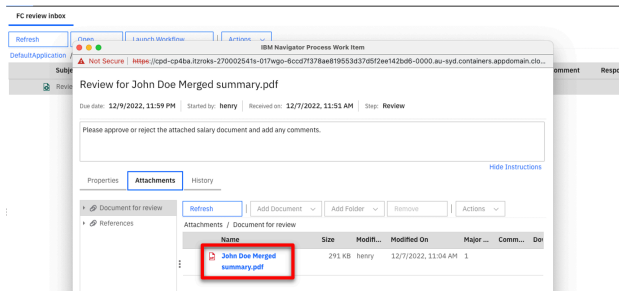 FC review inbox
Refresh Open Launch Workflow Actions
DefaultApplication /
IBM Navigator Process Work Item
Not Secure | https://cpd-cp4ba.itzroks-270002541s-017wgo-6ccd7f378ae819553d37d5f2ee142bd6-0000.au-syd.containers.appdomain.clo...
Subje omment Respo
Review for John Doe Merged summary.pdf
Revie
Due date: 12/9/2022, 11:59 PM Started by: henry Received on: 12/7/2022, 11:51 AM Step: Review
Please approve or reject the attached salary document and add any comments.
Hide Instructions
Properties Attachments History
Document for review Refresh Add Document Add Folder Remove Actions
References Attachments / Document for review
Name Size Modifi... Modified On Major ... Comm... Dov
John Doe Merged 291 KB henry 12/7/2022, 11:04 AM 1
summary.pdf